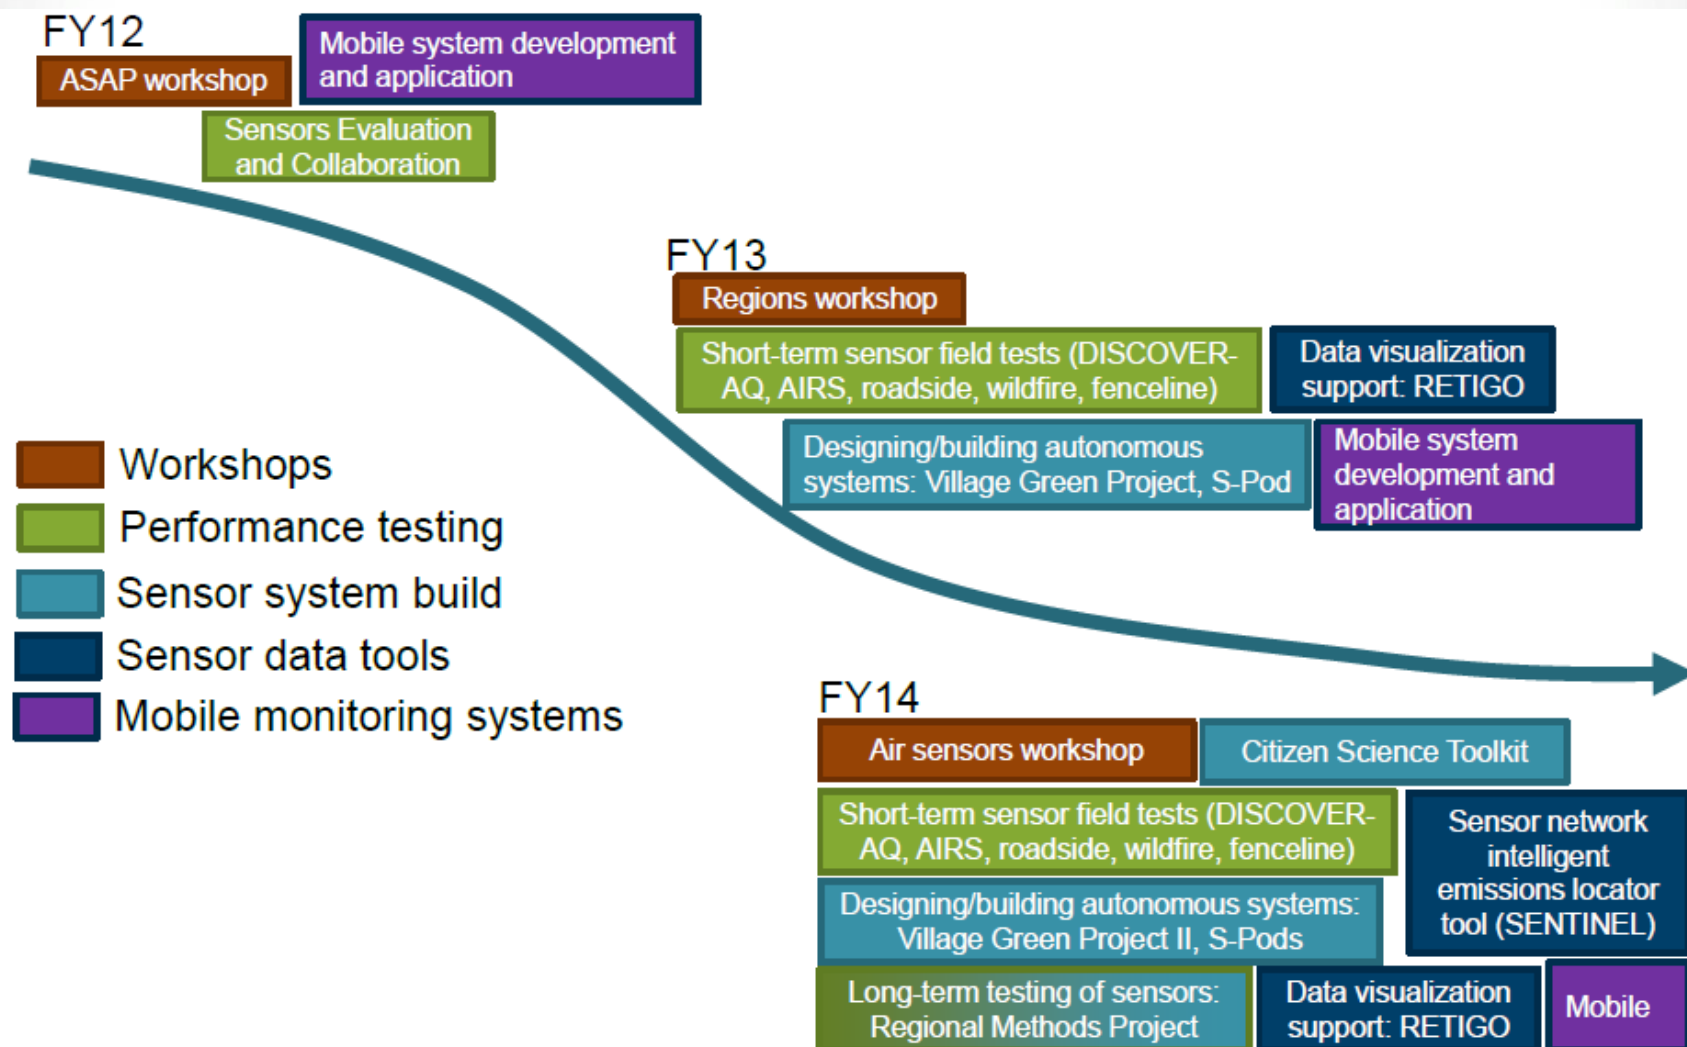 FY12
ASAP workshop
Mobile system development
and application
Sensors Evaluation
and Collaboration
FY13
Regions workshop
Short-term sensor field tests (DISCOVER-
AQ, AIRS, roadside, wildfire, fenceline)
Data visualization
support: RETIGO
Designing/building autonomous
systems: Village Green Project, S-Pod
Mobile system
development and
application
Workshops
Performance testing
Sensor system build
Sensor data tools
Mobile monitoring systems
FY14
Air sensors workshop
Citizen Science Toolkit
Short-term sensor field tests (DISCOVER-
AQ, AIRS, roadside, wildfire, fenceline)
Sensor network
intelligent
emissions locator
tool (SENTINEL)
Designing/building autonomous systems:
Village Green Project II, S-Pods
Long-term testing of sensors:
Regional Methods Project
Data visualization
support: RETIGO
Mobile